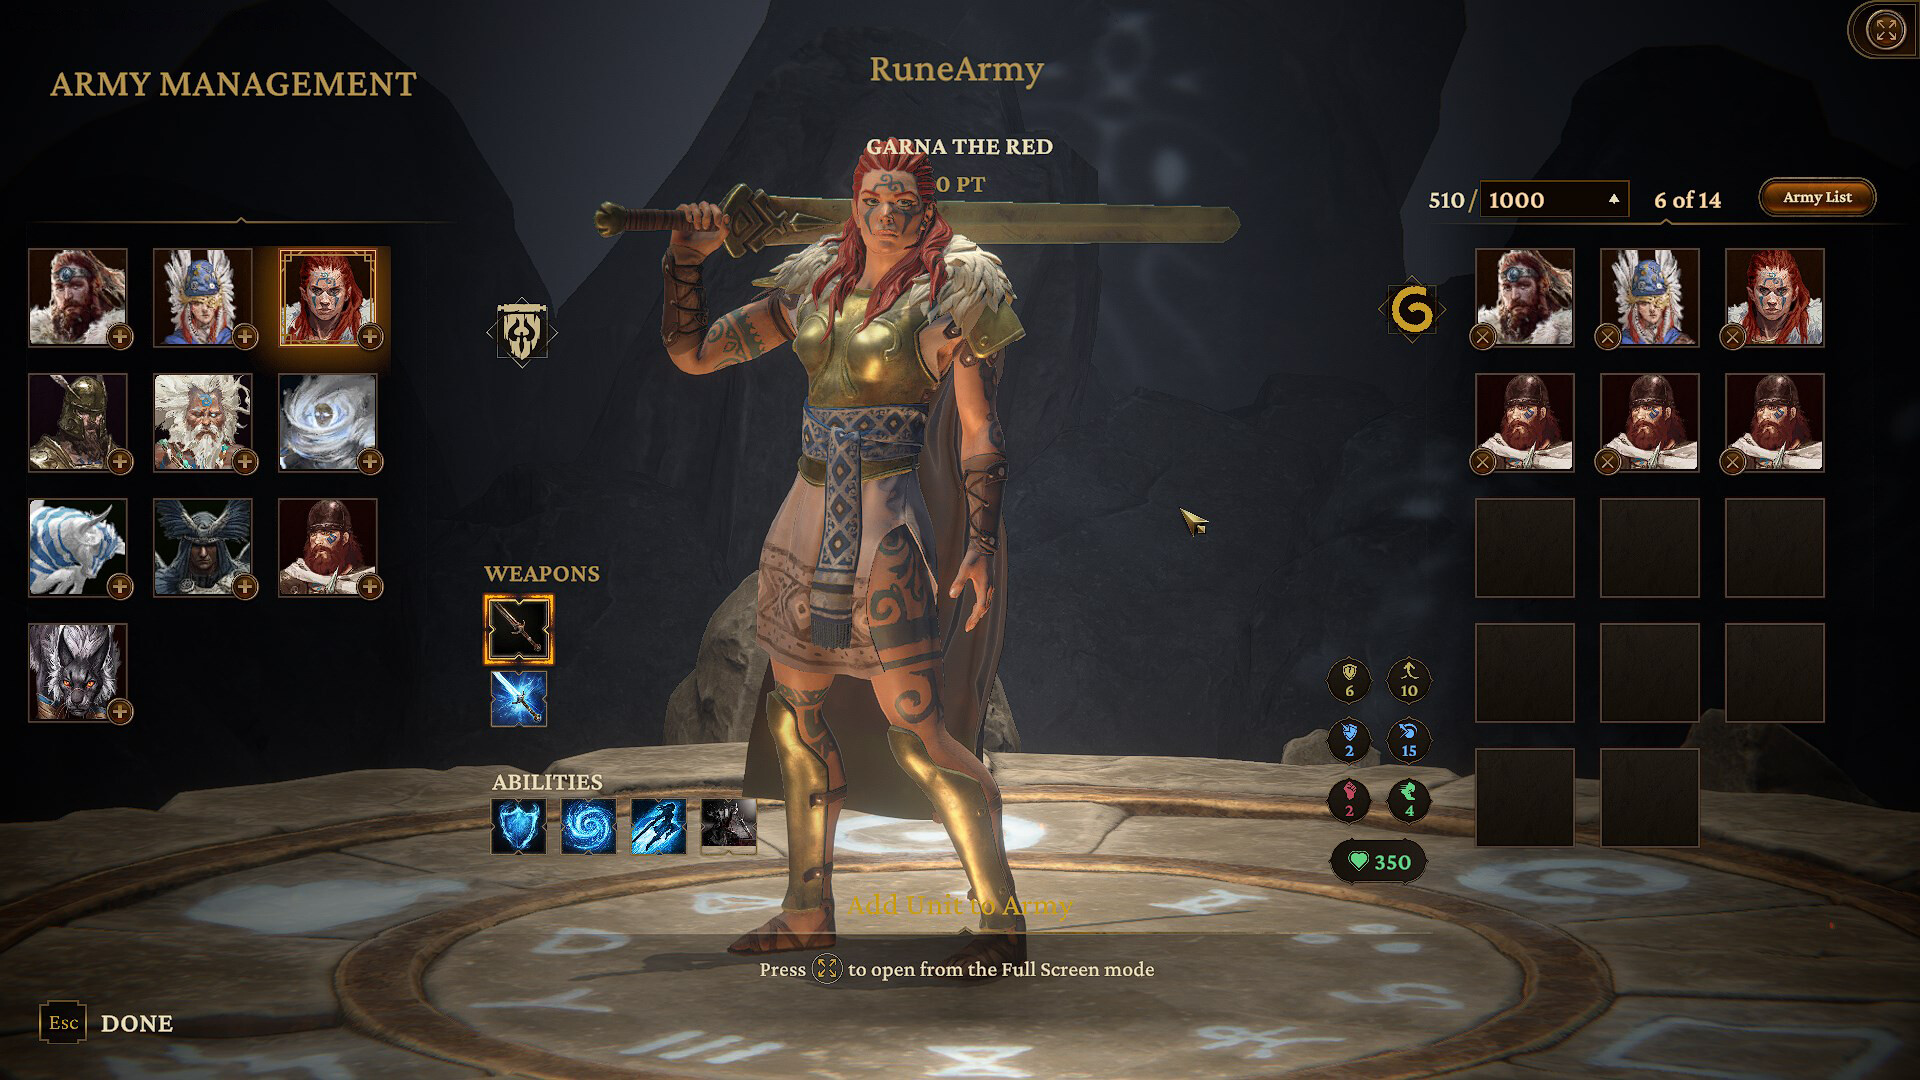 RuneArmy
ARMY MANAGEMENT
GARNA THE RED
0 PT
510 / 1000
6 of 14
Army List
WEAPONS
6
10
2
15
2
4
ABILITIES
350
Add Unit to Army
Press to open from the Full Screen mode
Esc DONE